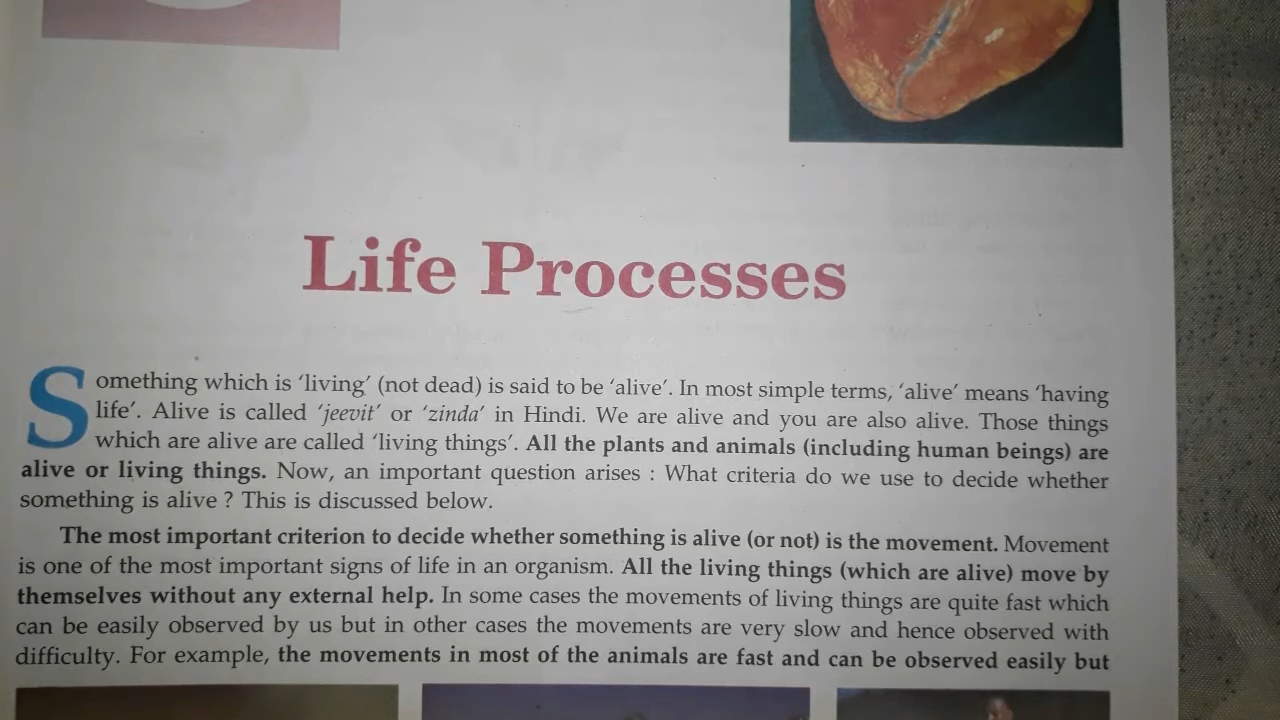 Life Processes
Something which is ‘living’ (not dead) is said to be ‘alive’. In most simple terms, ‘alive’ means ‘having
life’. Alive is called ‘jeevit’ or ‘zinda’ in Hindi. We are alive and you are also alive. Those things
which are alive are called ‘living things’. All the plants and animals (including human beings) are
alive or living things. Now, an important question arises : What criteria do we use to decide whether
something is alive ? This is discussed below.
The most important criterion to decide whether something is alive (or not) is the movement. Movement
is one of the most important signs of life in an organism. All the living things (which are alive) move by
themselves without any external help. In some cases the movements of living things are quite fast which
can be easily observed by us but in other cases the movements are very slow and hence observed with
difficulty. For example, the movements in most of the animals are fast and can be observed easily but